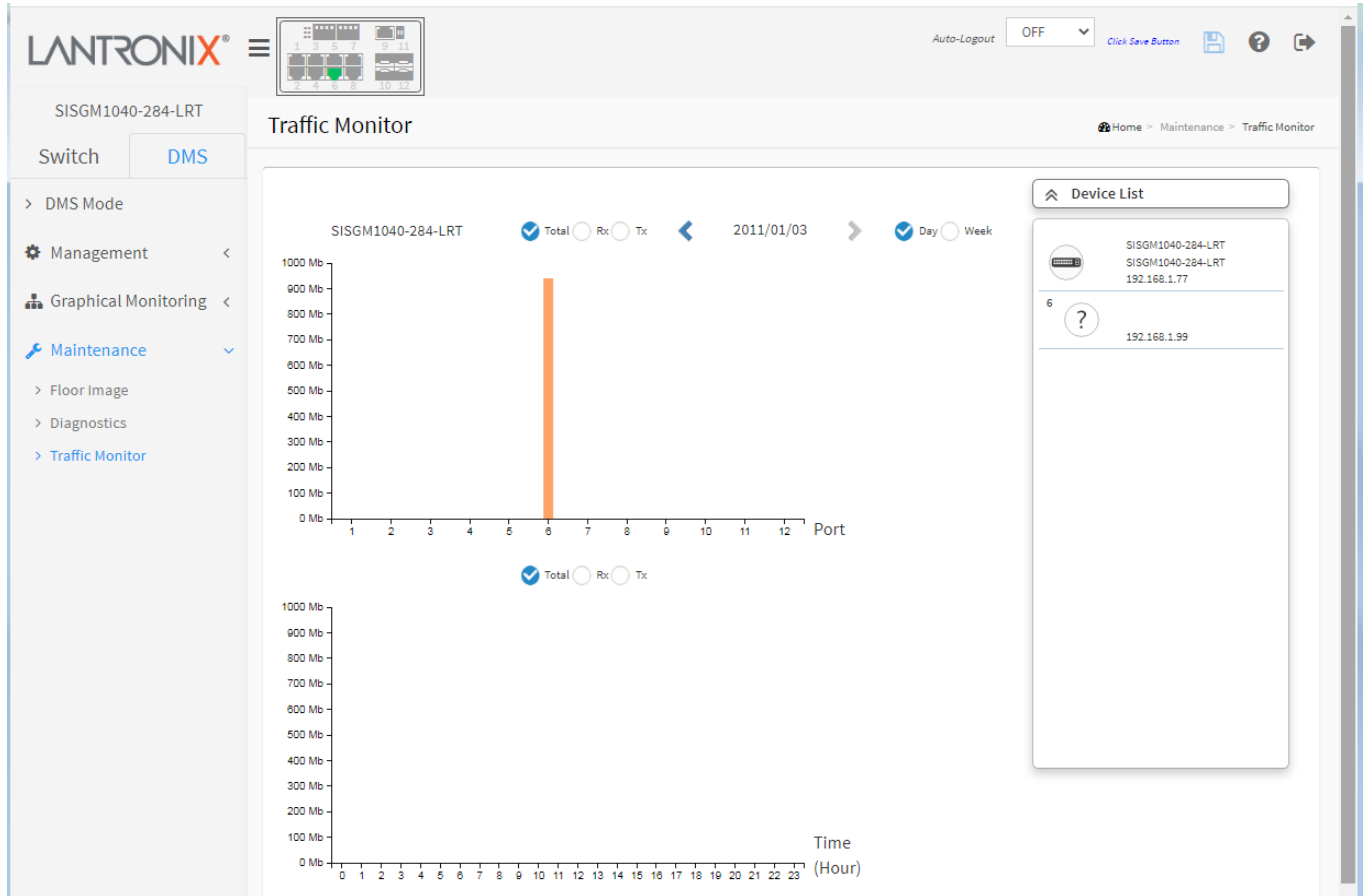 LANTRONIX®
1 3 5 7 9 11
2 4 6 8 10 12
Auto-Logout OFF Click Save Button
SISGM1040-284-LRT
Switch DMS
DMS Mode
Management
Graphical Monitoring
Maintenance
Floor Image
Diagnostics
Traffic Monitor
Traffic Monitor
Home > Maintenance > Traffic Monitor
SISGM1040-284-LRT Total Rx Tx 2011/01/03 Day Week
1000 Mb
900 Mb
800 Mb
700 Mb
600 Mb
500 Mb
400 Mb
300 Mb
200 Mb
100 Mb
0 Mb
1 2 3 4 5 6 7 8 9 10 11 12 Port
Total Rx Tx
1000 Mb
900 Mb
800 Mb
700 Mb
600 Mb
500 Mb
400 Mb
300 Mb
200 Mb
100 Mb
0 Mb
0 1 2 3 4 5 6 7 8 9 10 11 12 13 14 15 16 17 18 19 20 21 22 23
Time
(Hour)
Device List
SISGM1040-284-LRT
SISGM1040-284-LRT
192.168.1.77
6
?
192.168.1.99